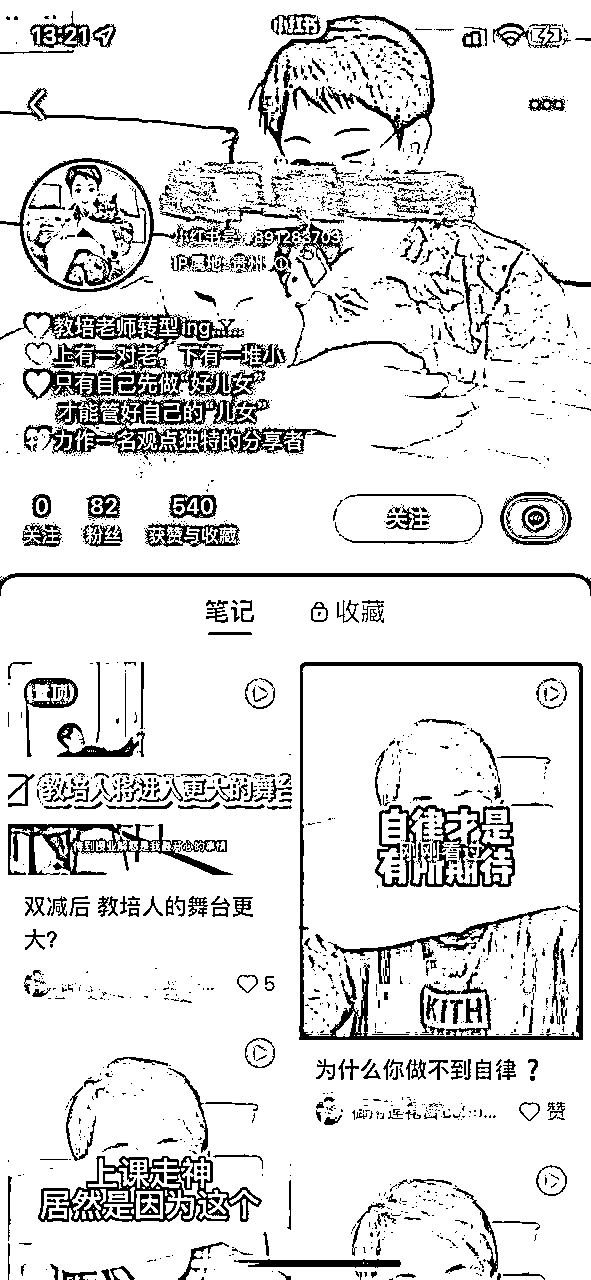 13:21
小红书
小红书号:891283709
IP属地:贵州
教培老师转型ing……
上有一对老，下有一堆小
只有自己先做“好儿女”
才能管好自己的“儿女”
力作一名观点独特的分享者
0 82 540
关注 粉丝 获赞与收藏
关注
笔记 收藏
置顶
教培人将进入更大的舞台
双减后 教培人的舞台更
大?
5
自律才是
刚刚看过
有所期待
KITH
为什么你做不到自律 ？
赞
上课走神
居然是因为这个